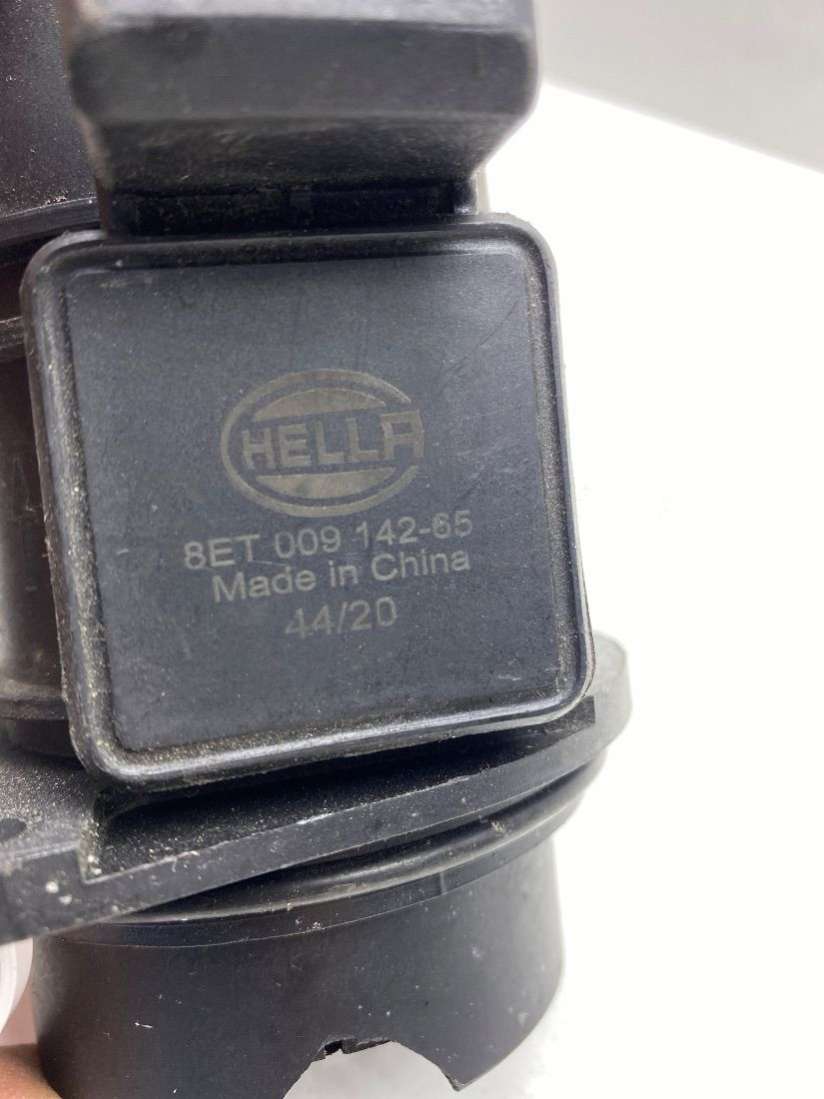 HELLA
8ET 009 142-65
Made in China
44/20